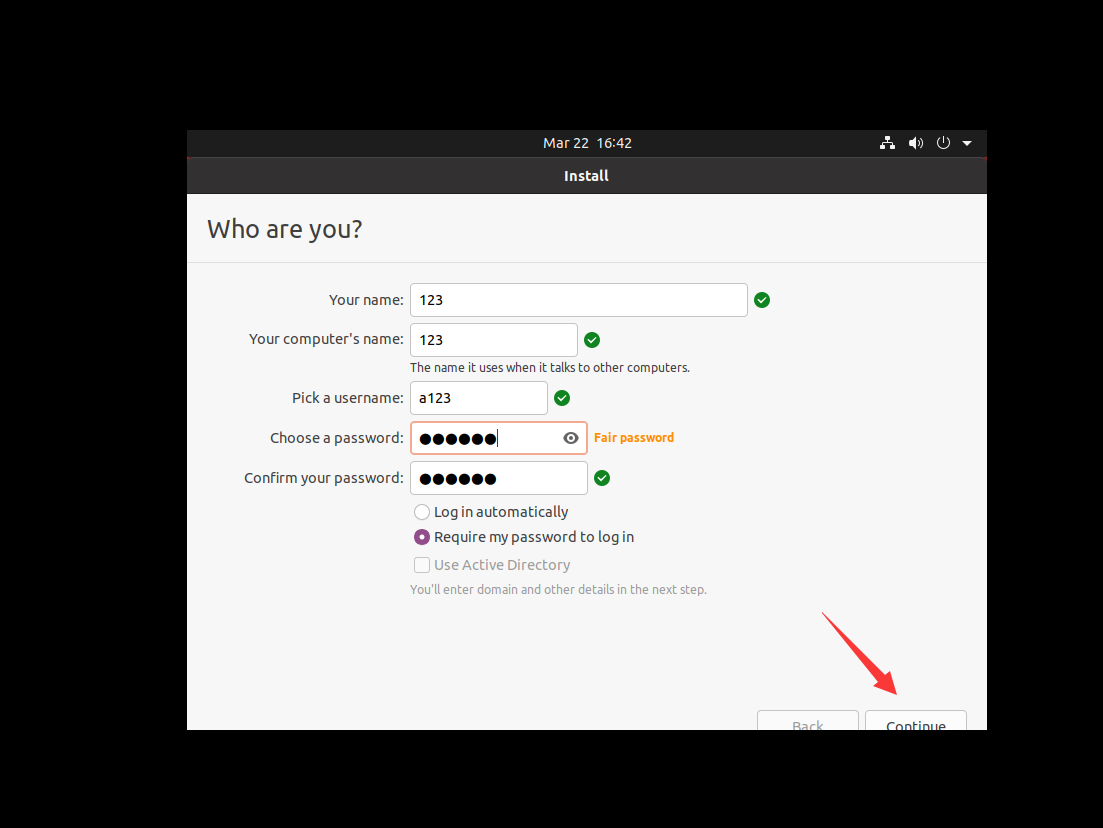 Mar 22 16:42
Install
Who are you?
Your name: 123
Your computer's name: 123
The name it uses when it talks to other computers.
Pick a username: a123
Choose a password: ●●●●●● Fair password
Confirm your password: ●●●●●●
Log in automatically
Require my password to log in
Use Active Directory
You'll enter domain and other details in the next step.
Back Continue